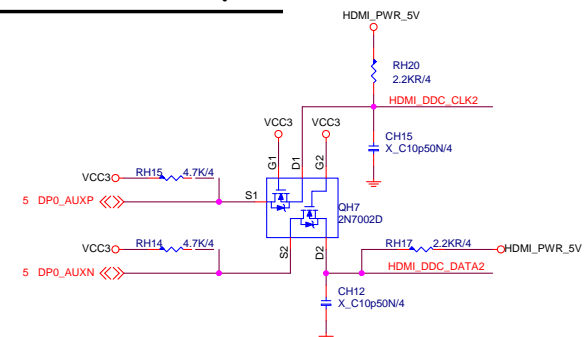 HDMI_PWR_5V
RH20
2.2KR/4
HDMI_DDC_CLK2
VCC3 VCC3
CH15
X_C10p50N/4
G1 D1 G2
VCC3 RH15 4.7K/4
5 DP0_AUXP S1
QH7
2N7002D
VCC3 RH14 4.7K/4 S2 D2 RH17 2.2KR/4 HDMI_PWR_5V
5 DP0_AUXN HDMI_DDC_DATA2
CH12
X_C10p50N/4